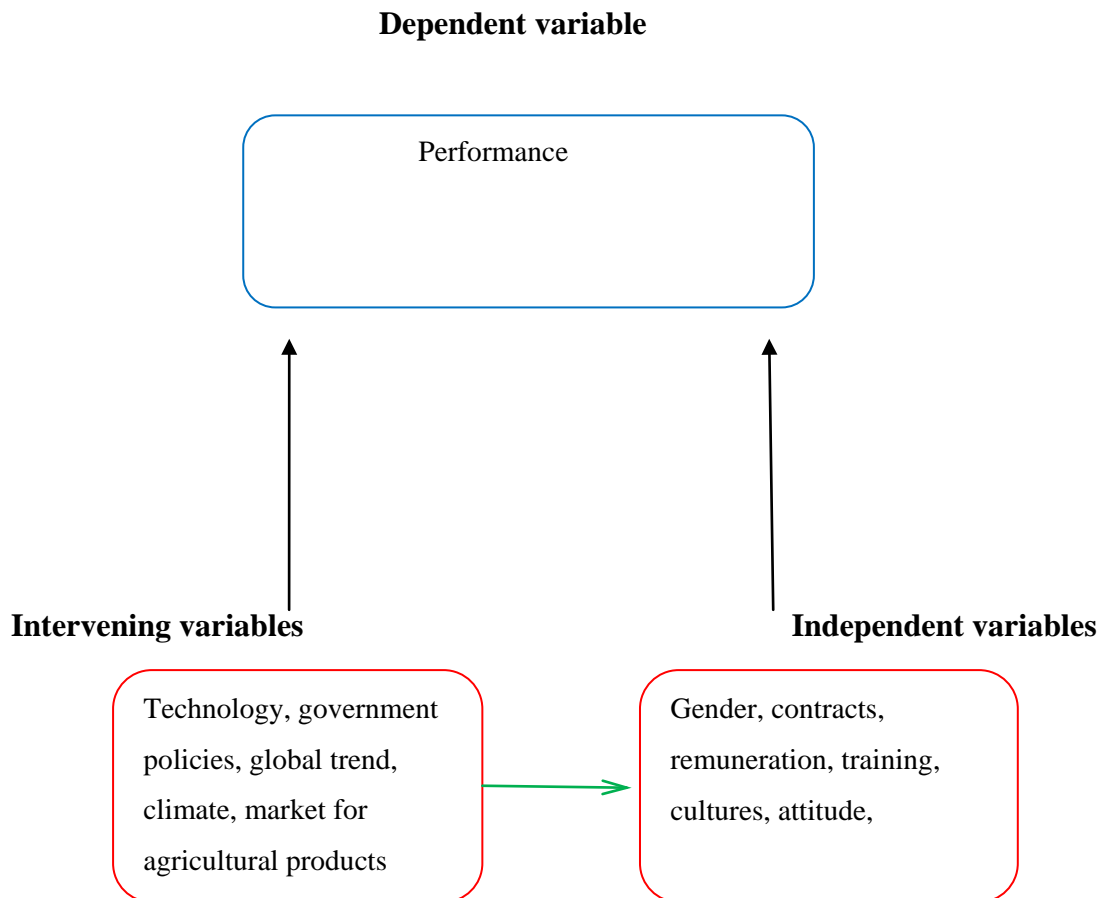 Dependent variable
Performance
Intervening variables
Independent variables
Technology, government
policies, global trend,
climate, market for
agricultural products
Gender, contracts,
remuneration, training,
cultures, attitude,